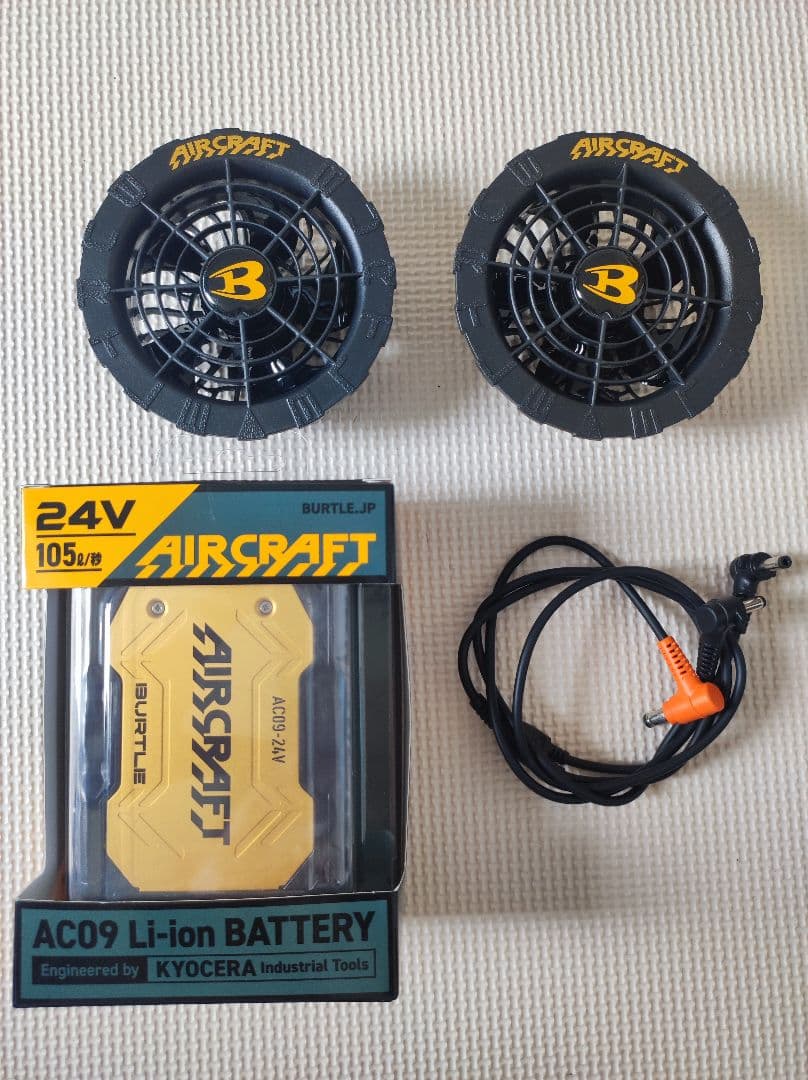 AIRCRAFT
B
AIRCRAFT
B
24V
105ℓ/秒
BURTLE.JP
AIRCRAFT
AIRCRAFT
BURTLE
AC09-24V
AC09 Li-ion BATTERY
Engineered by KYOCERA Industrial Tools